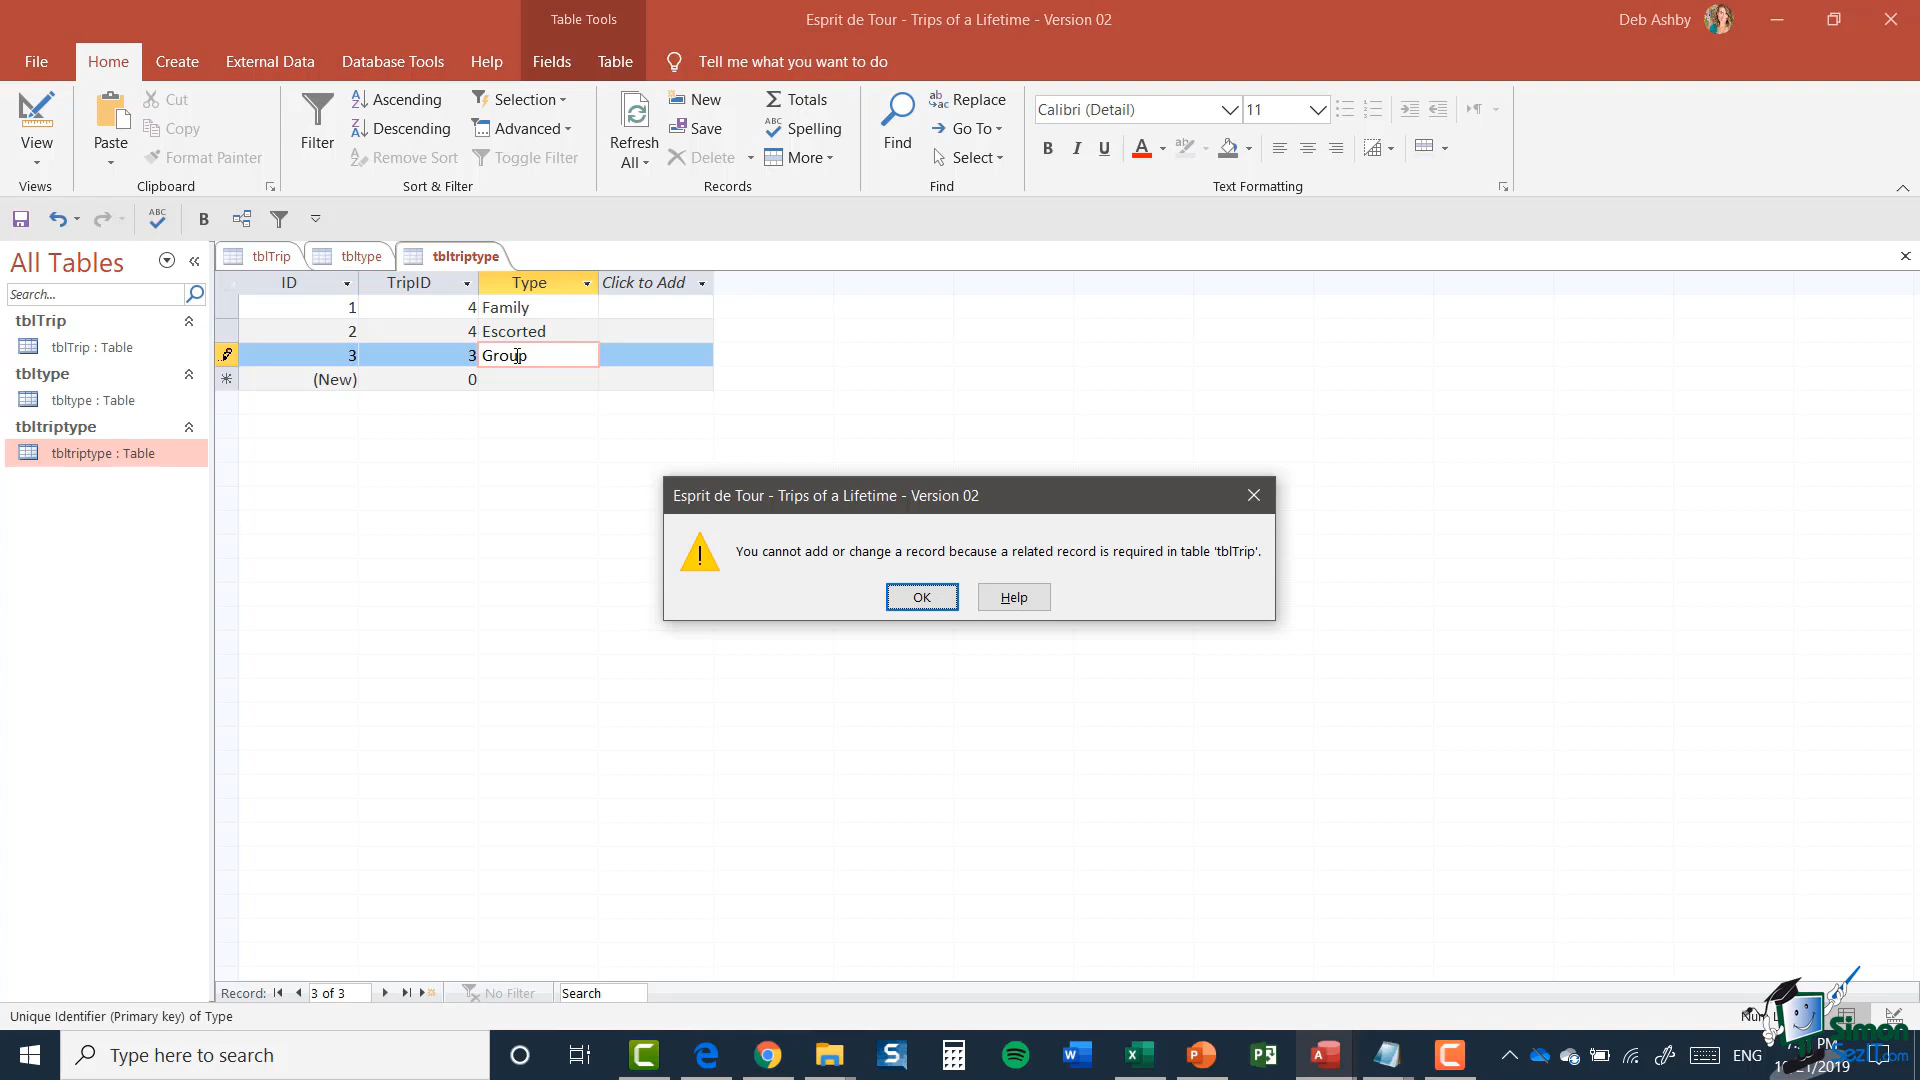 Table Tools
Esprit de Tour - Trips of a Lifetime - Version 02
Deb Ashby
File
Home
Create
External Data
Database Tools
Help
Fields
Table
Tell me what you want to do
View
Views
Paste
Cut
Copy
Format Painter
Clipboard
Filter
Ascending
Descending
Remove Sort
Selection
Advanced
Toggle Filter
Sort & Filter
Refresh
All
New
Save
Delete
Totals
Spelling
More
Records
Find
Replace
Go To
Select
Find
Calibri (Detail)
11
B I U A
Text Formatting
ABC
B
All Tables
Search...
tblTrip
tblTrip : Table
tbltype
tbltype : Table
tbltriptype
tbltriptype : Table
tblTrip
tbltype
tbltriptype
ID TripID Type Click to Add
1 4 Family
2 4 Escorted
3 3 Group
(New) 0
Esprit de Tour - Trips of a Lifetime - Version 02
You cannot add or change a record because a related record is required in table 'tblTrip'.
OK
Help
Record:
3 of 3
No Filter
Search
Unique Identifier (Primary key) of Type
Type here to search
ENG
PM
Simon
SezIT.com